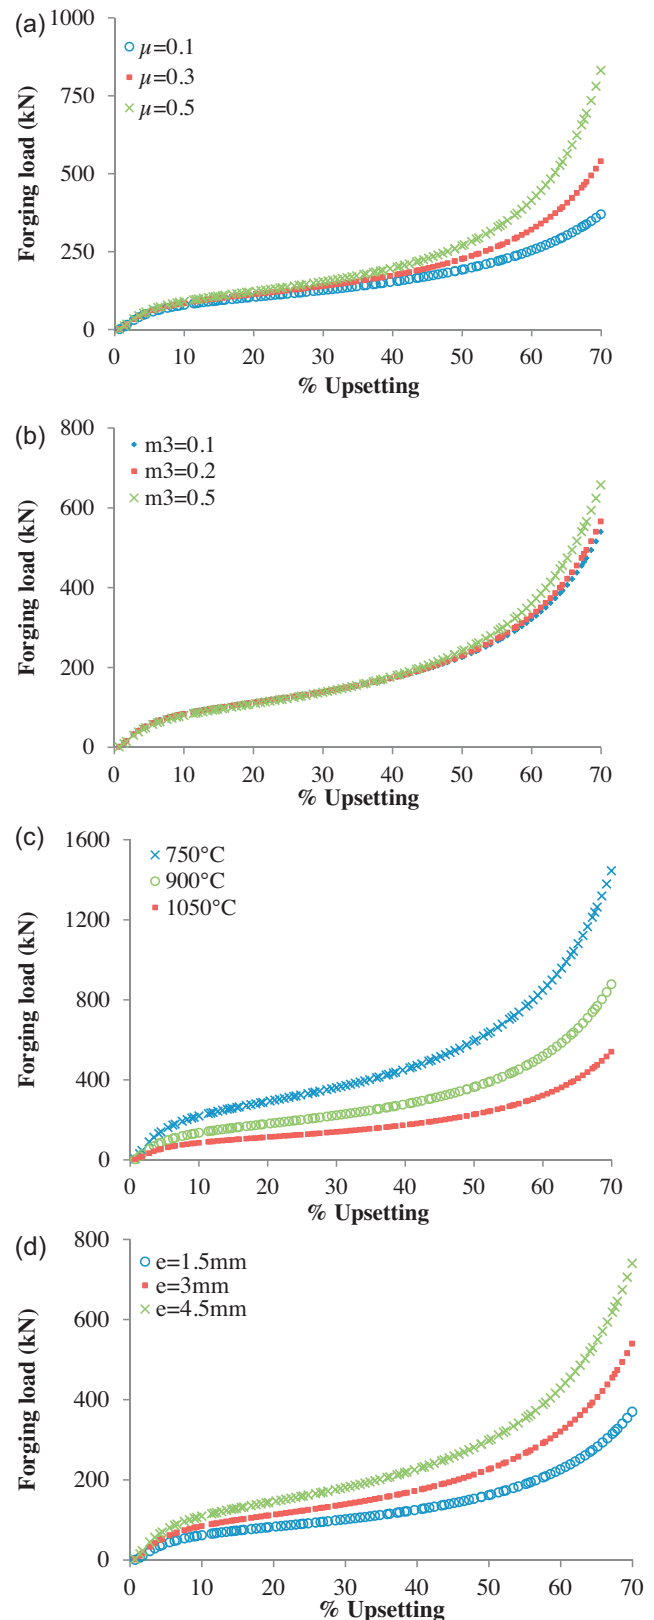 (a)
1000
750
500
250
0
Forging load (kN)
μ=0.1
μ=0.3
μ=0.5
0 10 20 30 40 50 60 70
% Upsetting
(b)
800
600
400
200
0
Forging load (kN)
m3=0.1
m3=0.2
m3=0.5
0 10 20 30 40 50 60 70
% Upsetting
(c)
1600
1200
800
400
0
Forging load (kN)
750°C
900°C
1050°C
0 10 20 30 40 50 60 70
% Upsetting
(d)
800
600
400
200
0
Forging load (kN)
e=1.5mm
e=3mm
e=4.5mm
0 10 20 30 40 50 60 70
% Upsetting